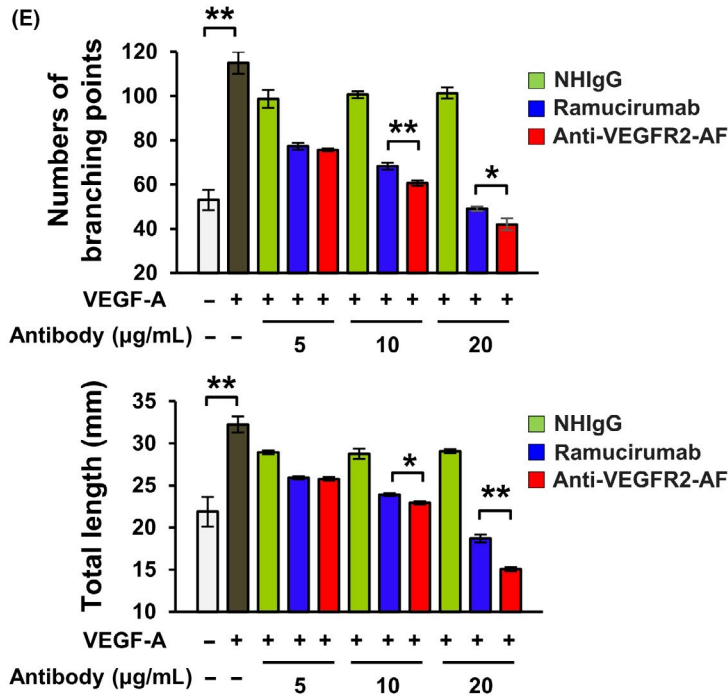 (E)
**
Numbers of
branching points
120
100
80
60
40
20
**
*
NHIgG
Ramucirumab
Anti-VEGFR2-AF
VEGF-A – + + + + + + + + + +
Antibody (μg/mL) – – 5 10 20
**
Total length (mm)
35
30
25
20
15
10
*
**
NHIgG
Ramucirumab
Anti-VEGFR2-AF
VEGF-A – + + + + + + + + + +
Antibody (μg/mL) – – 5 10 20